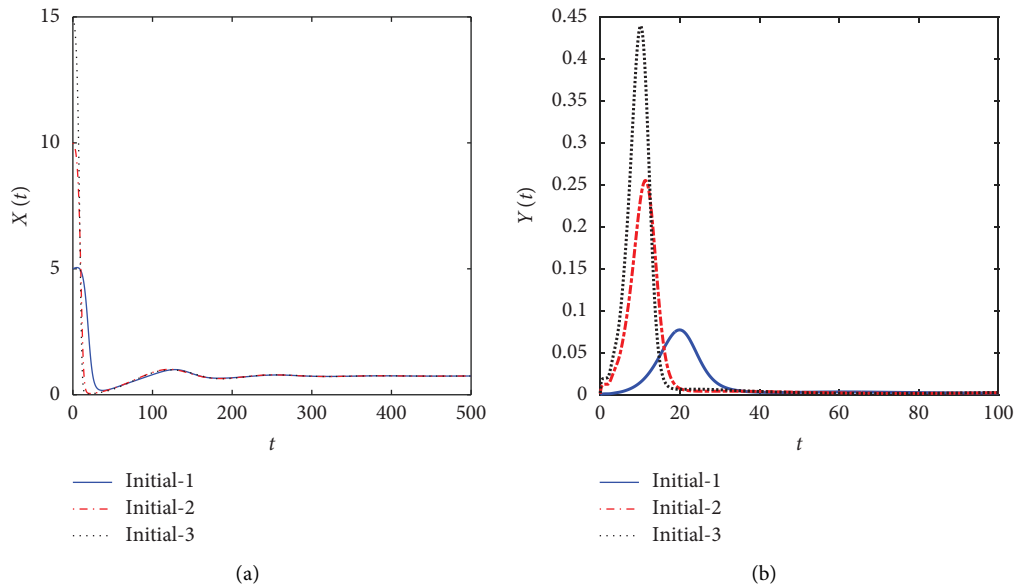 15
10
5
0
X (t)
0 100 200 300 400 500
t
Initial-1
Initial-2
Initial-3
(a)
0.45
0.4
0.35
0.3
0.25
0.2
0.15
0.1
0.05
0
Y (t)
0 20 40 60 80 100
t
Initial-1
Initial-2
Initial-3
(b)